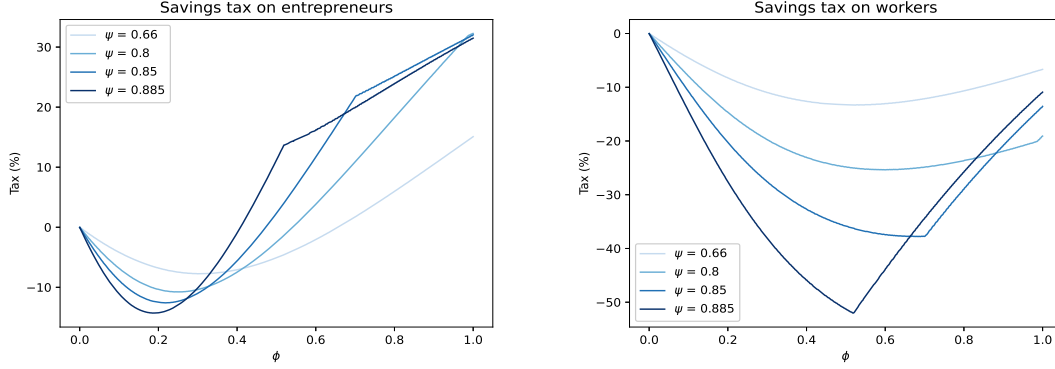 Savings tax on entrepreneurs
Tax (%)
30
20
10
0
−10
ψ = 0.66
ψ = 0.8
ψ = 0.85
ψ = 0.885
0.0 0.2 0.4 0.6 0.8 1.0
ϕ
Savings tax on workers
Tax (%)
0
−10
−20
−30
−40
−50
ψ = 0.66
ψ = 0.8
ψ = 0.85
ψ = 0.885
0.0 0.2 0.4 0.6 0.8 1.0
ϕ